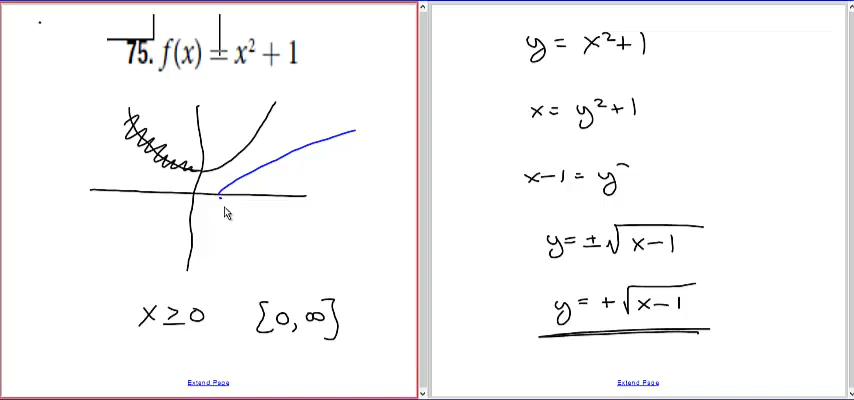 75. f(x) = x² + 1
x ≥ 0 [0, ∞]
Extend Page
y = x² + 1
x = y² + 1
x - 1 = y²
y = ± √x - 1
y = + √x - 1
Extend Page